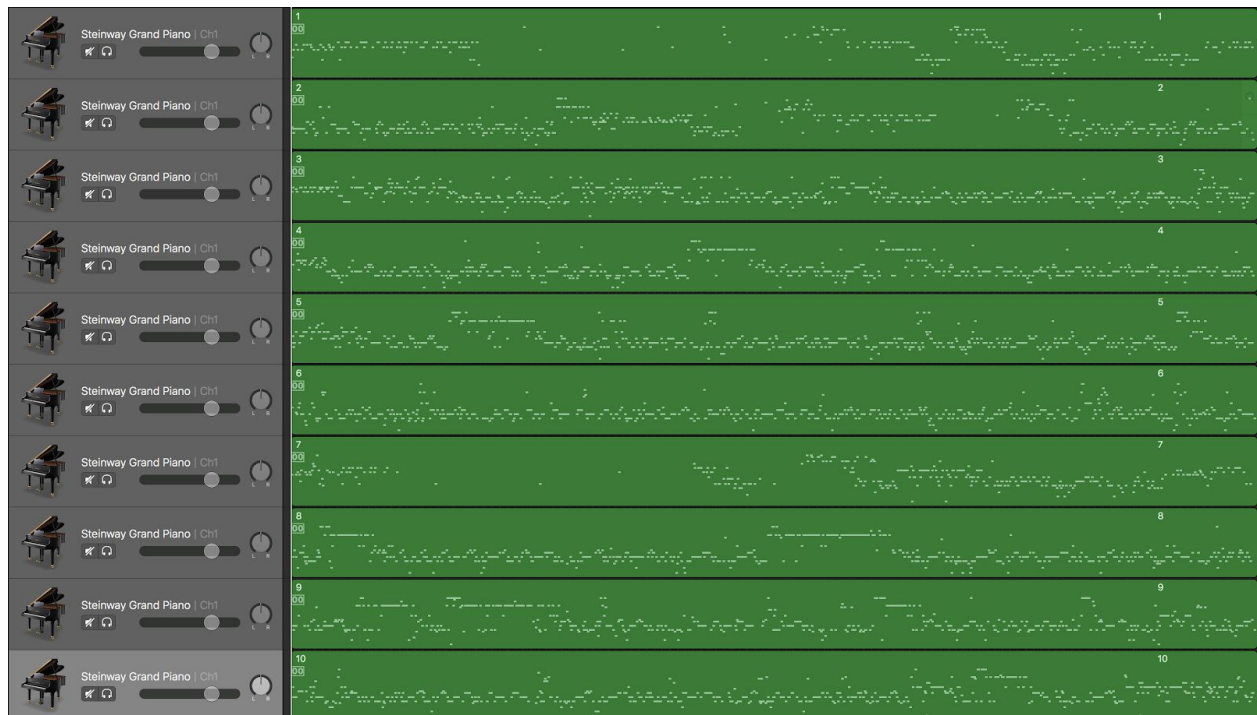 Steinway Grand Piano | Ch1
L R
1 1
00
Steinway Grand Piano | Ch1
L R
2 2
00
Steinway Grand Piano | Ch1
L R
3 3
00
Steinway Grand Piano | Ch1
L R
4 4
00
Steinway Grand Piano | Ch1
L R
5 5
00
Steinway Grand Piano | Ch1
L R
6 6
00
Steinway Grand Piano | Ch1
L R
7 7
00
Steinway Grand Piano | Ch1
L R
8 8
00
Steinway Grand Piano | Ch1
L R
9 9
00
Steinway Grand Piano | Ch1
L R
10 10
00